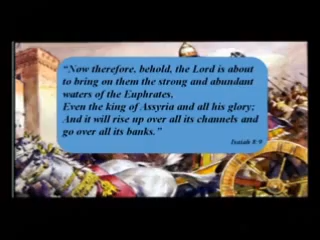 “Now therefore, behold, the Lord is about
to bring on them the strong and abundant
waters of the Euphrates,
Even the king of Assyria and all his glory;
And it will rise up over all its channels and
go over all its banks.”
Isaiah 8: